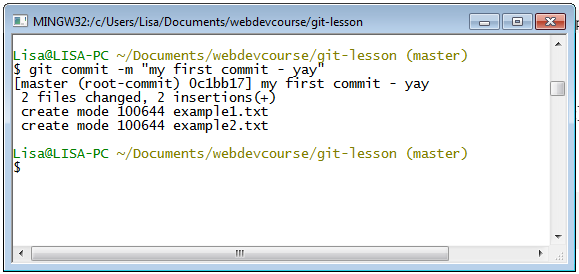 MINGW32:/c/Users/Lisa/Documents/webdevcourse/git-lesson
Lisa@LISA-PC ~/Documents/webdevcourse/git-lesson (master)
$ git commit -m "my first commit - yay"
[master (root-commit) 0c1bb17] my first commit - yay
 2 files changed, 2 insertions(+)
 create mode 100644 example1.txt
 create mode 100644 example2.txt
Lisa@LISA-PC ~/Documents/webdevcourse/git-lesson (master)
$